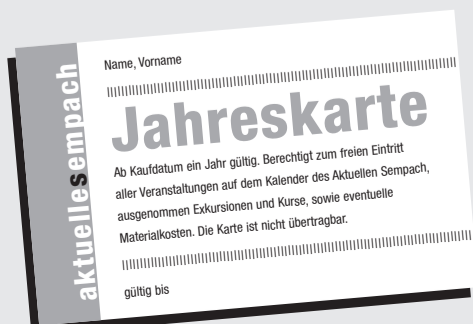 aktuellesempach
Name, Vorname
Jahreskarte
Ab Kaufdatum ein Jahr gültig. Berechtigt zum freien Eintritt
aller Veranstaltungen auf dem Kalender des Aktuellen Sempach,
ausgenommen Exkursionen und Kurse, sowie eventuelle
Materialkosten. Die Karte ist nicht übertragbar.
gültig bis